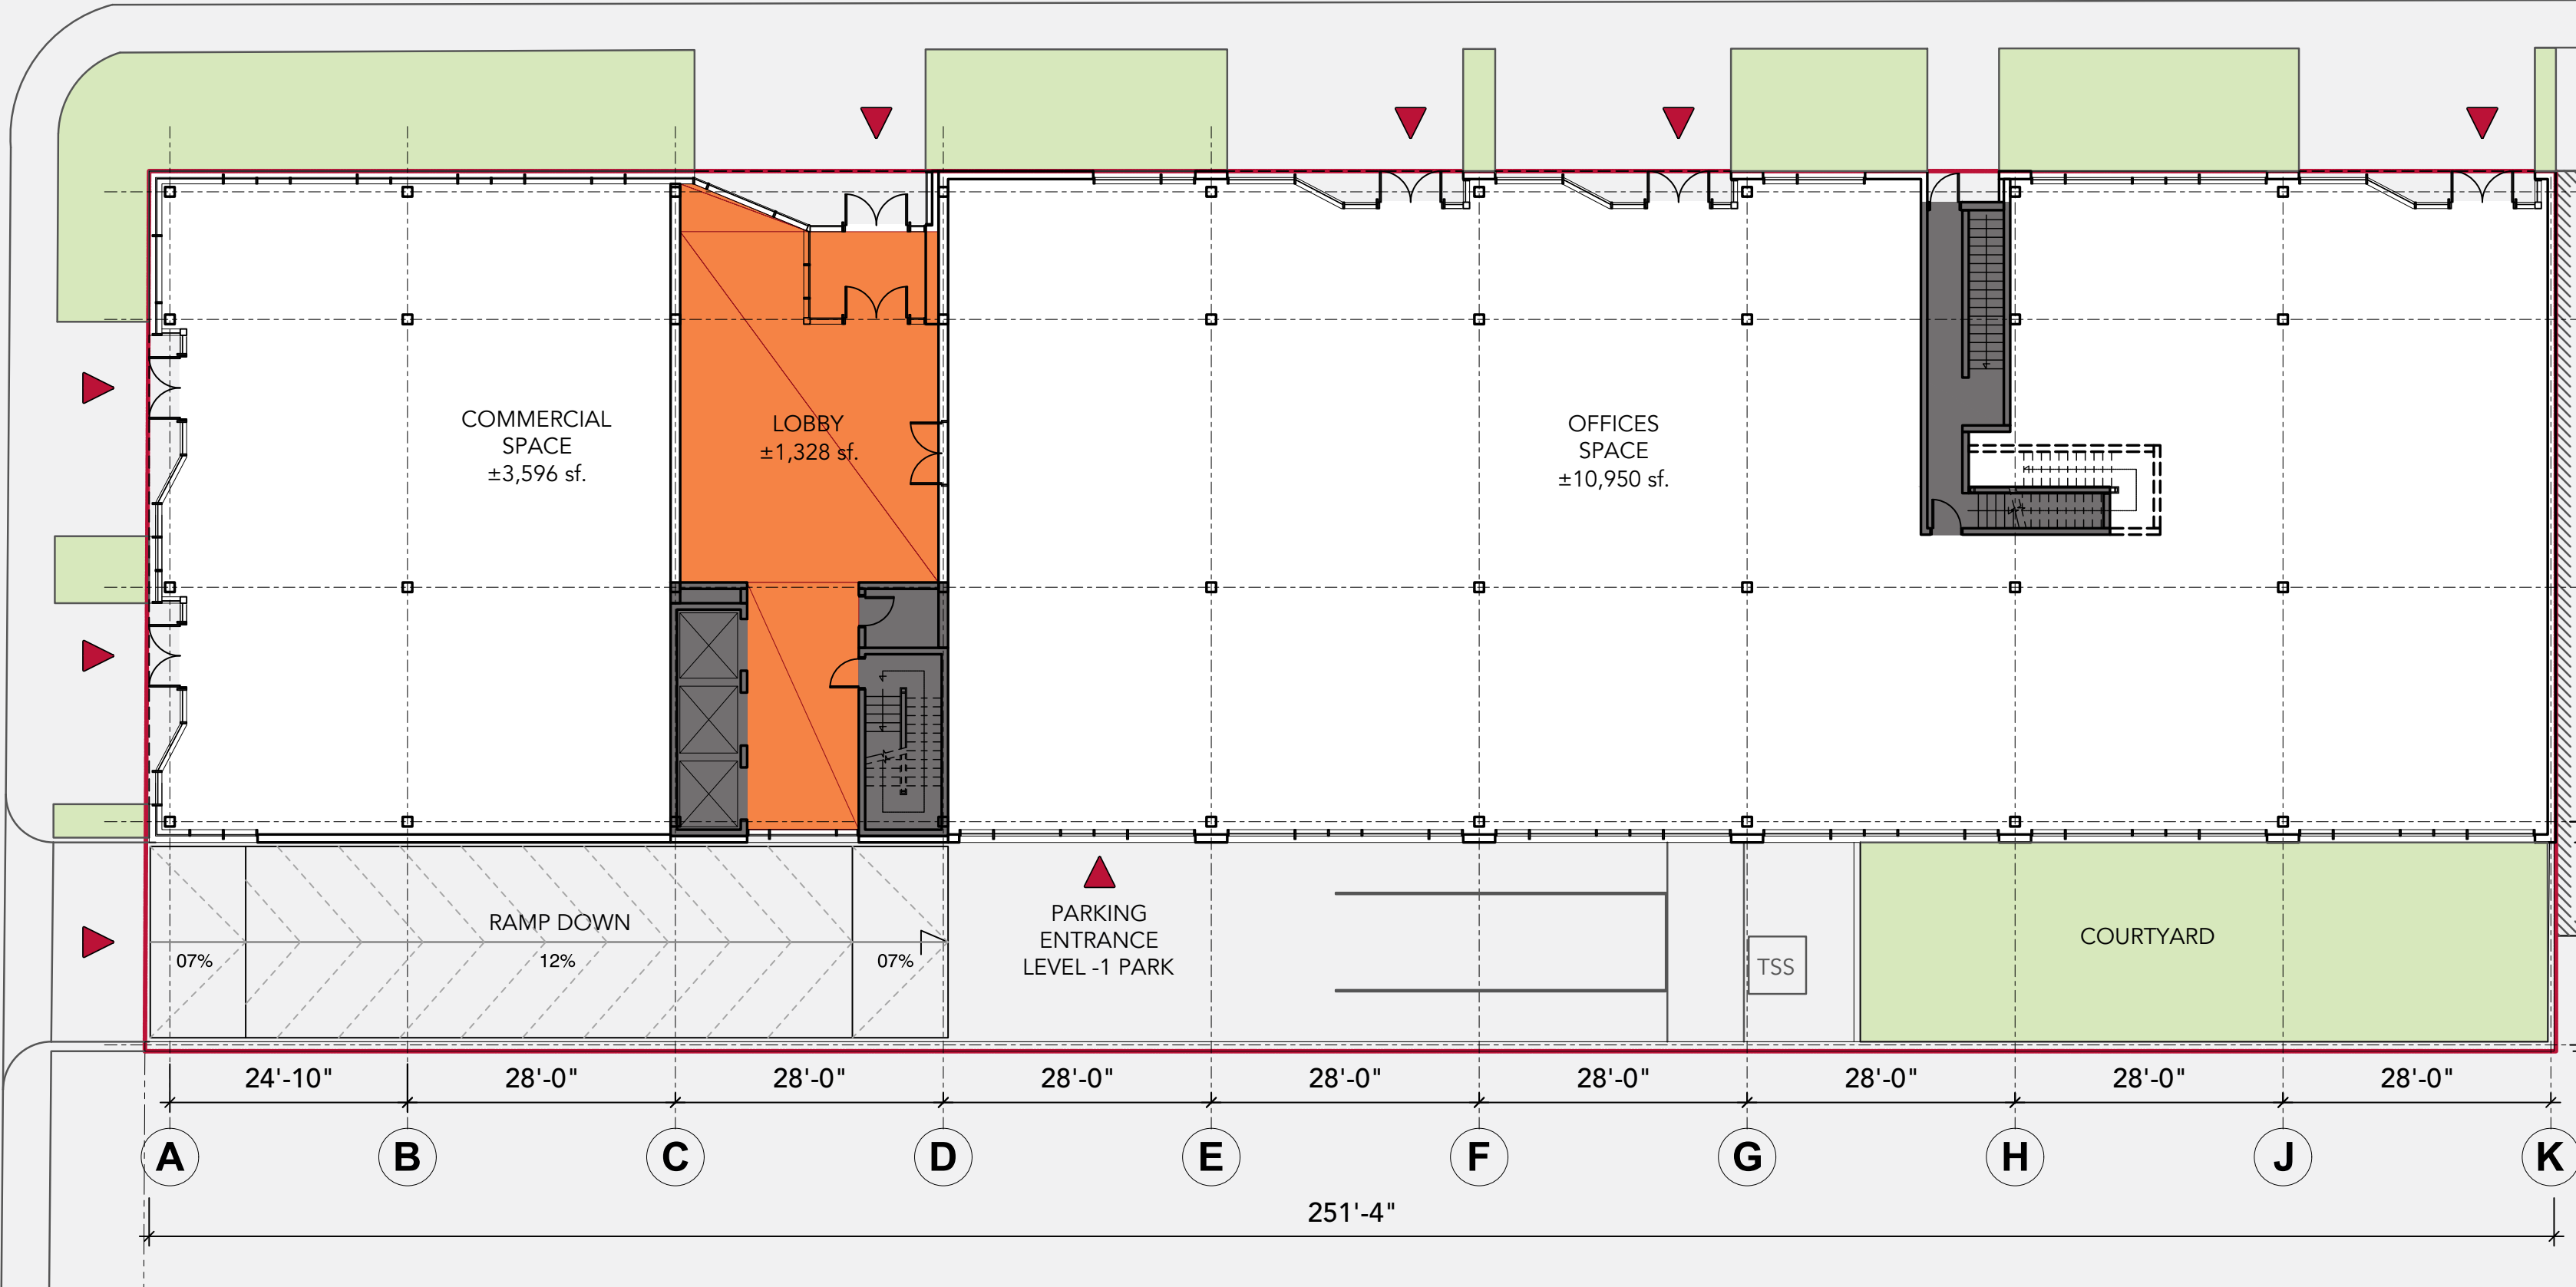 COMMERCIAL
SPACE
±3,596 sf.
LOBBY
±1,328 sf.
OFFICES
SPACE
±10,950 sf.
RAMP DOWN
07%
12%
07%
PARKING
ENTRANCE
LEVEL -1 PARK
TSS
COURTYARD
24'-10"
28'-0"
28'-0"
28'-0"
28'-0"
28'-0"
28'-0"
28'-0"
28'-0"
A
B
C
D
E
F
G
H
J
K
251'-4"